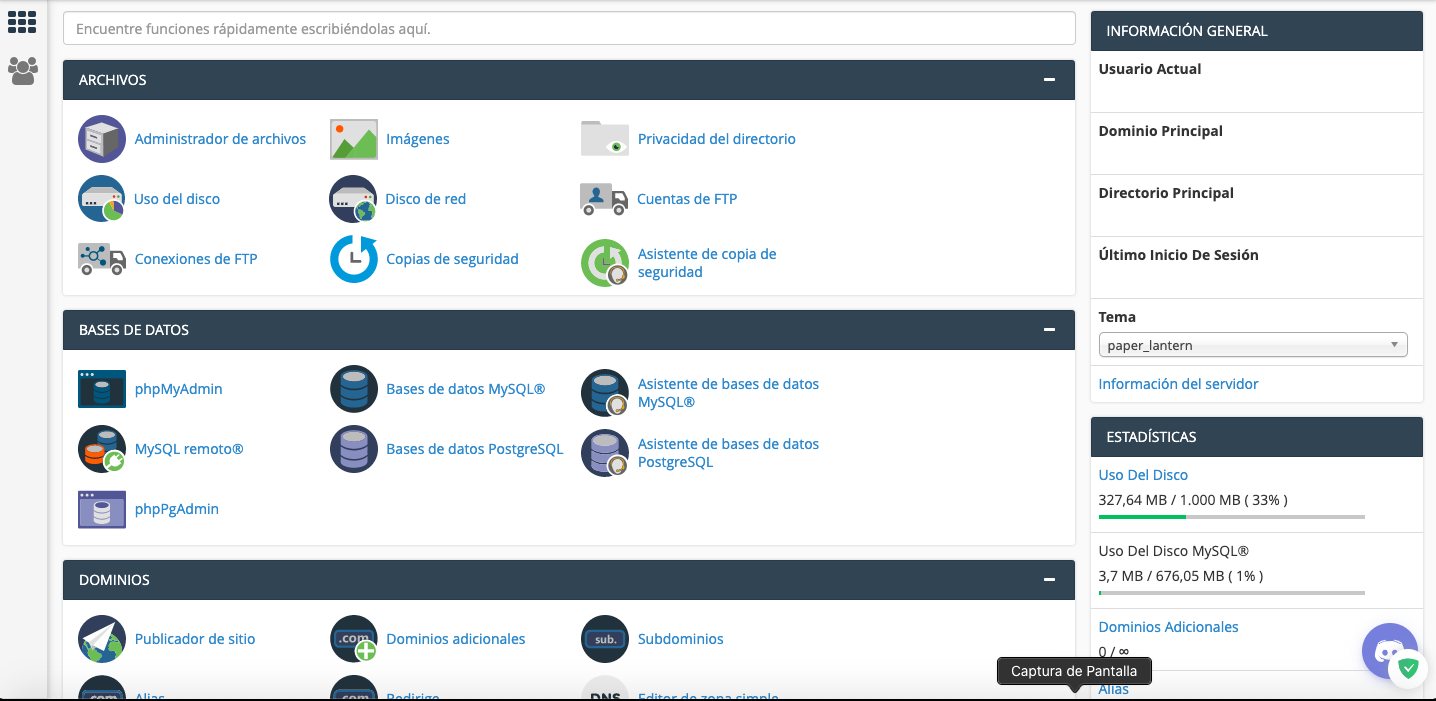 Encuentre funciones rápidamente escribiéndolas aquí.
ARCHIVOS
Administrador de archivos
Imágenes
Privacidad del directorio
Uso del disco
Disco de red
Cuentas de FTP
Conexiones de FTP
Copias de seguridad
Asistente de copia de
seguridad
BASES DE DATOS
phpMyAdmin
Bases de datos MySQL®
Asistente de bases de datos
MySQL®
MySQL remoto®
Bases de datos PostgreSQL
Asistente de bases de datos
PostgreSQL
phpPgAdmin
DOMINIOS
Publicador de sitio
.com
Dominios adicionales
sub.
Subdominios
.com
Alias
.com
Redirige
DNS
Editor de zona simple
INFORMACIÓN GENERAL
Usuario Actual
Dominio Principal
Directorio Principal
Último Inicio De Sesión
Tema
paper_lantern
Información del servidor
ESTADÍSTICAS
Uso Del Disco
327,64 MB / 1.000 MB ( 33% )
Uso Del Disco MySQL®
3,7 MB / 676,05 MB ( 1% )
Dominios Adicionales
0 / ∞
Alias
Captura de Pantalla